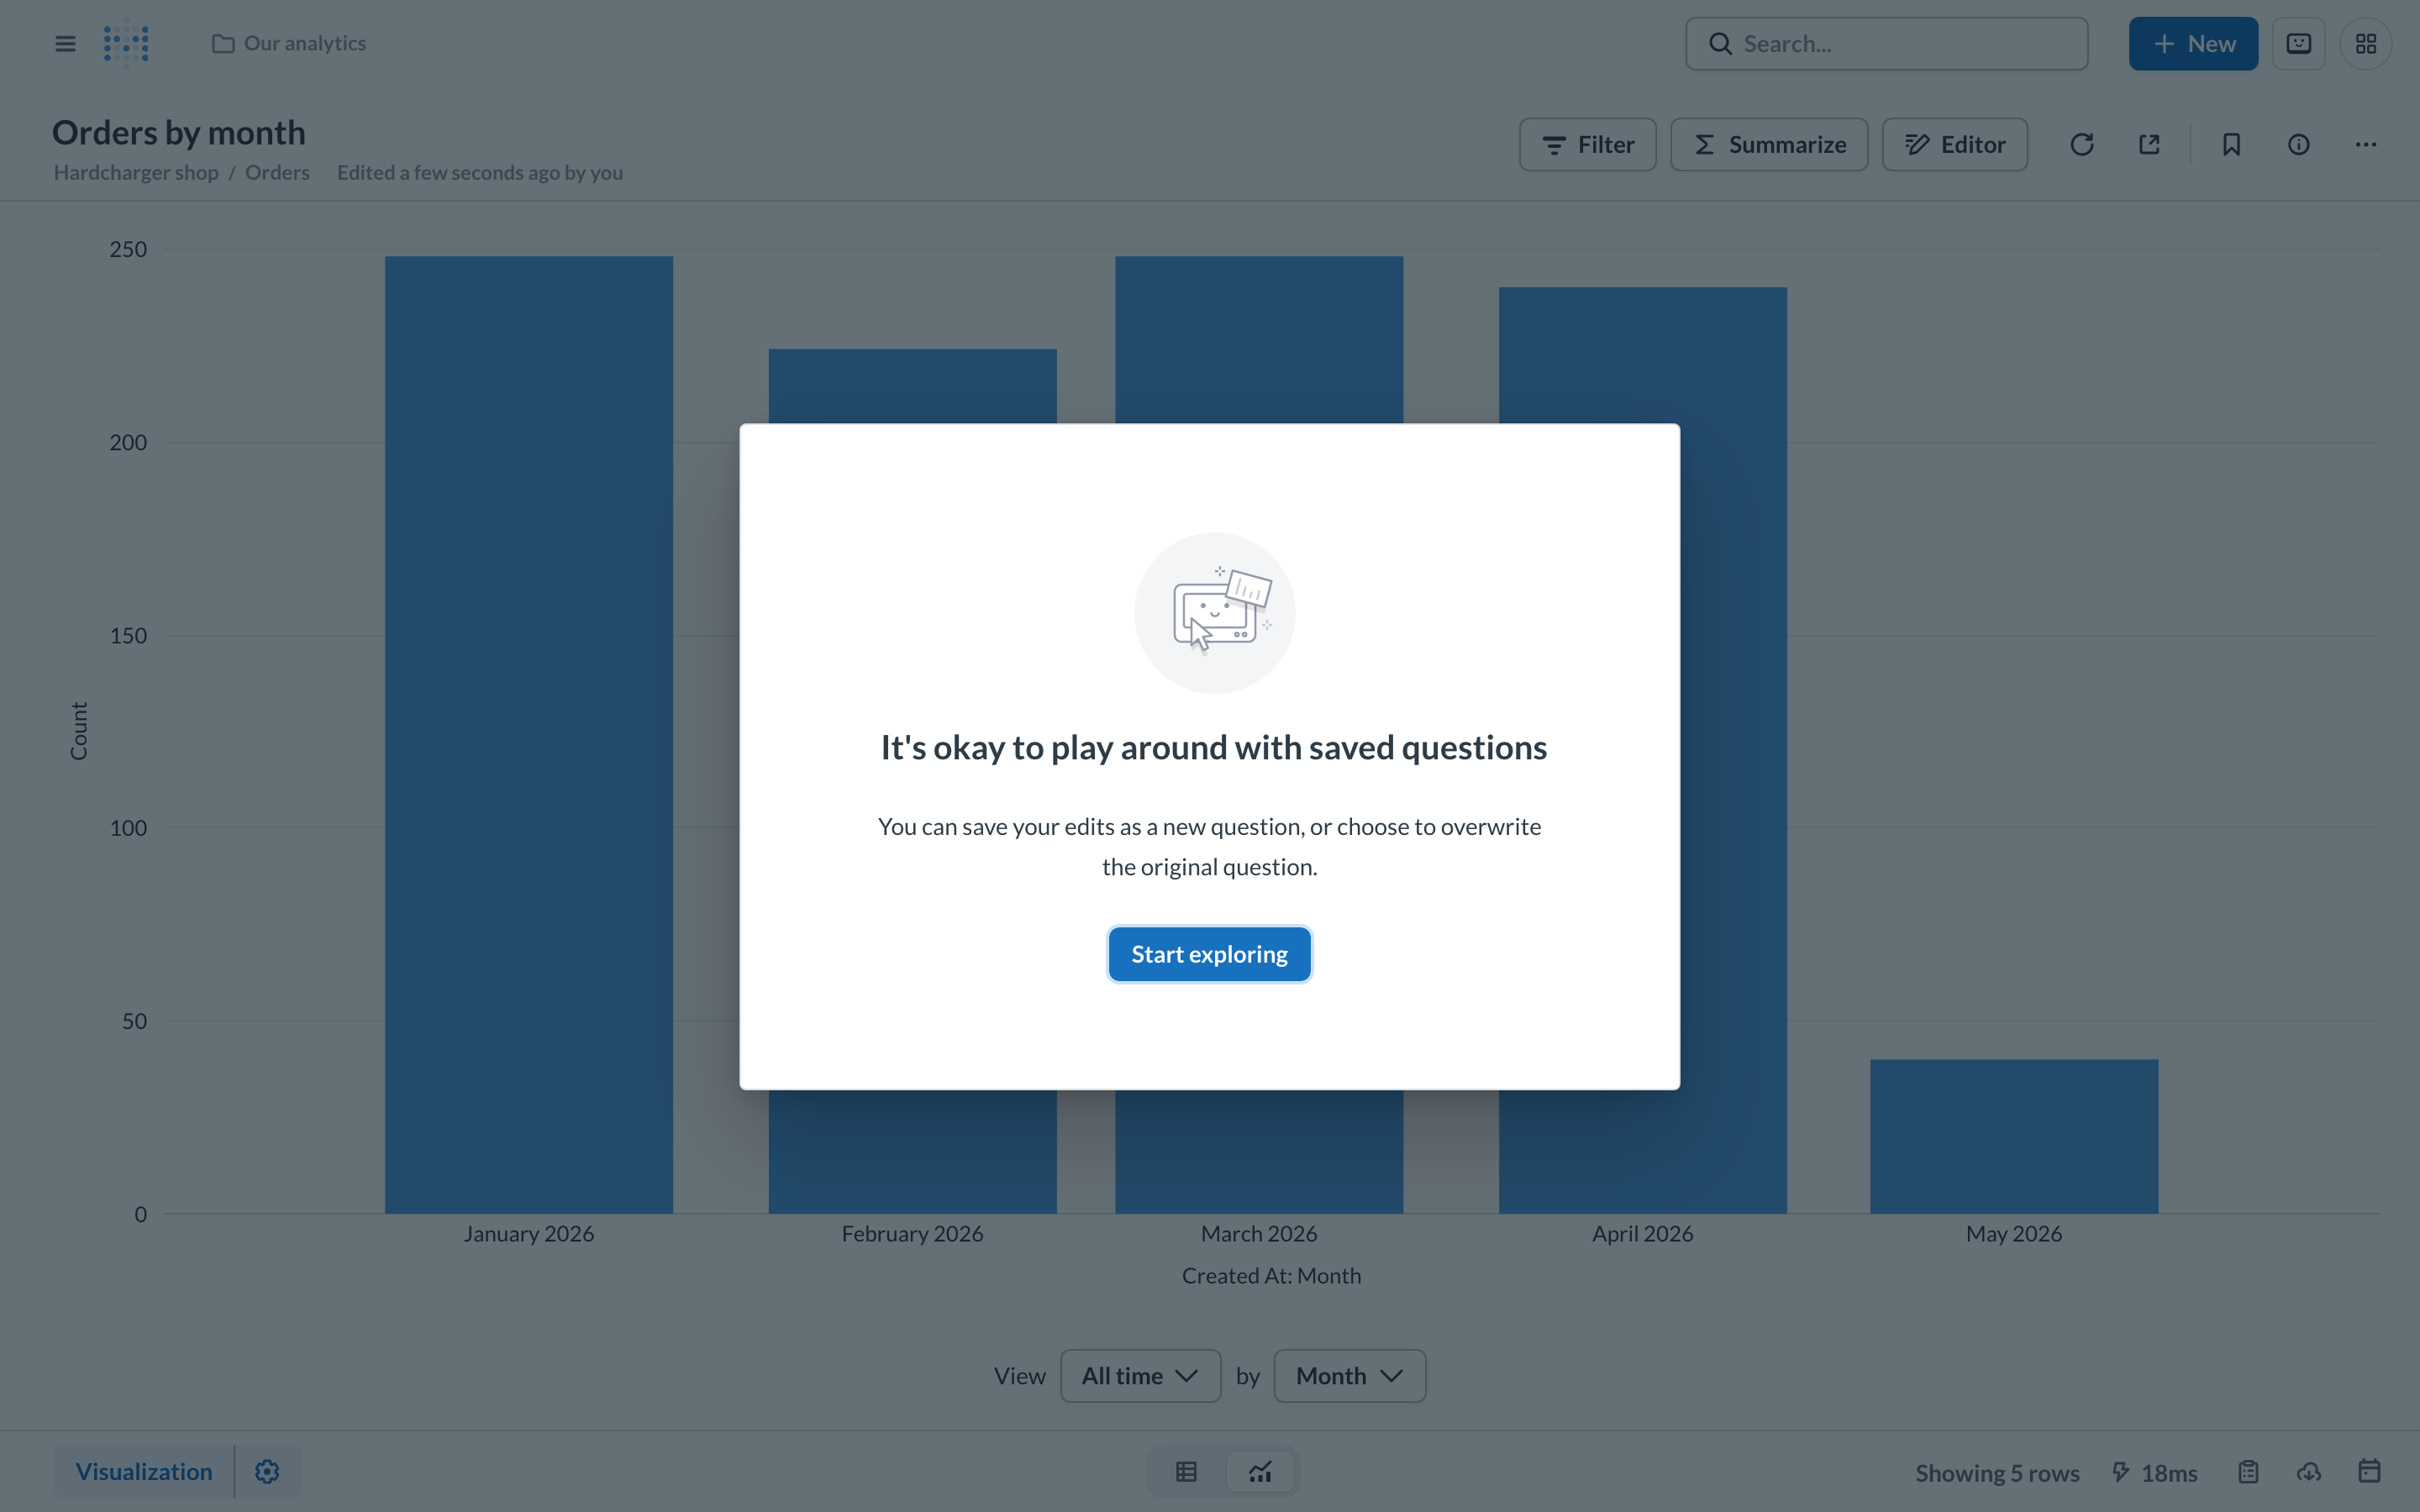 Our analytics
Search...
New
Orders by month
Hardcharger shop / Orders Edited a few seconds ago by you
Filter
Summarize
Editor
250
200
150
100
50
0
Count
It's okay to play around with saved questions
You can save your edits as a new question, or choose to overwrite
the original question.
Start exploring
January 2026
February 2026
March 2026
April 2026
May 2026
Created At: Month
View All time by Month
Visualization
Showing 5 rows
18ms